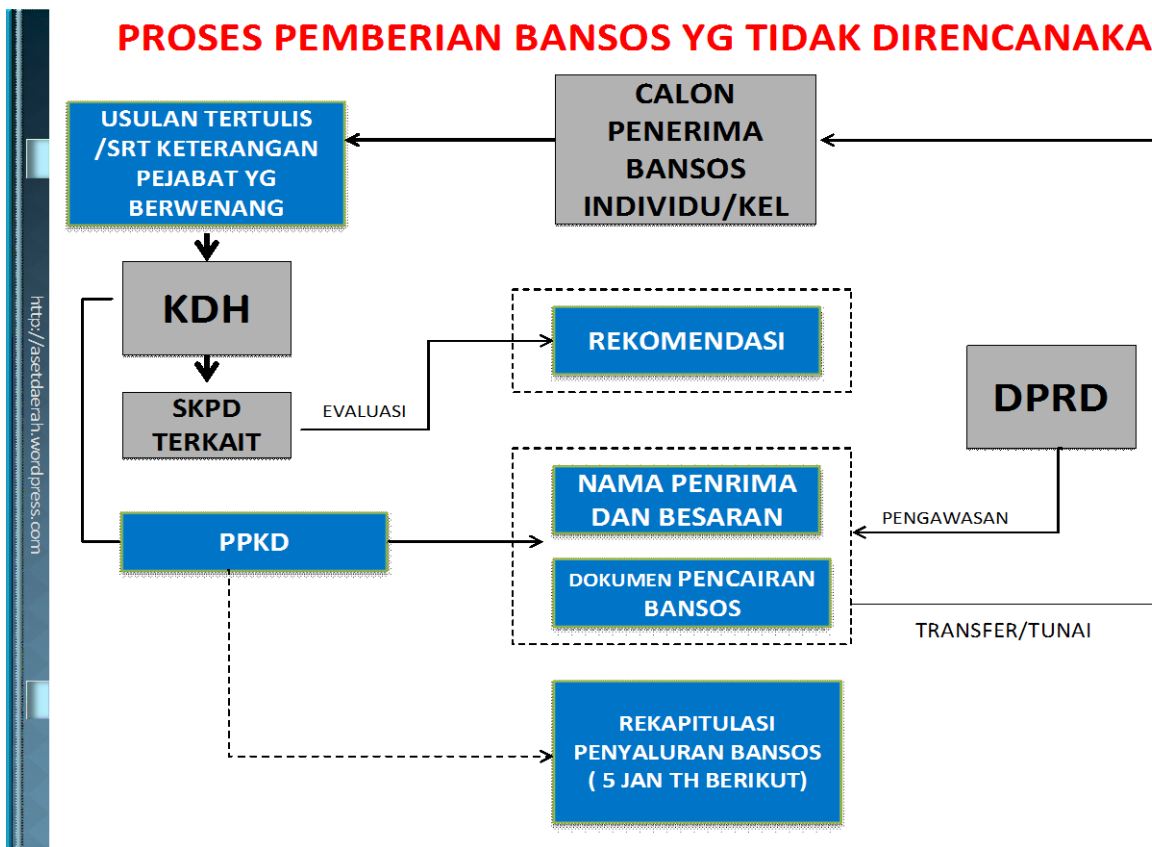 PROSES PEMBERIAN BANSOS YG TIDAK DIRENCANAKA
CALON
PENERIMA
BANSOS
INDIVIDU/KEL
USULAN TERTULIS
/SRT KETERANGAN
PEJABAT YG
BERWENANG
KDH
SKPD
TERKAIT
EVALUASI
REKOMENDASI
DPRD
NAMA PENRIMA
DAN BESARAN
PENGAWASAN
PPKD
DOKUMEN PENCAIRAN
BANSOS
TRANSFER/TUNAI
REKAPITULASI
PENYALURAN BANSOS
( 5 JAN TH BERIKUT)
http://asetdaerah.wordpress.com